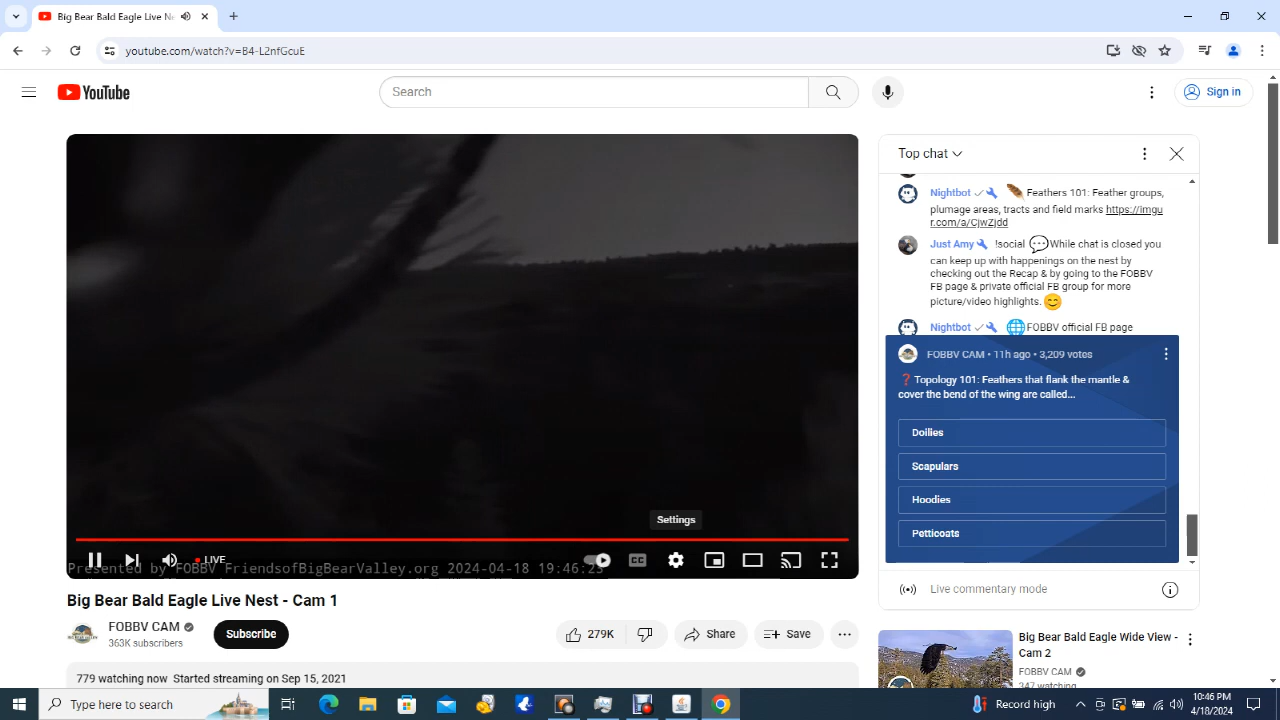 Big Bear Bald Eagle Live Ne
youtube.com/watch?v=B4-L2nfGcuE
YouTube
Search
Sign in
Top chat
Nightbot Feathers 101: Feather groups,
plumage areas, tracts and field marks https://imgu
r.com/a/CjwZjdd
Just Amy !social While chat is closed you
can keep up with happenings on the nest by
checking out the Recap & by going to the FOBBV
FB page & private official FB group for more
picture/video highlights.
Nightbot FOBBV official FB page
FOBBV CAM • 11h ago • 3,209 votes
Topology 101: Feathers that flank the mantle &
cover the bend of the wing are called...
Doilies
Scapulars
Hoodies
Petticoats
Settings
LIVE
CC
Presented by FOBBV FriendsofBigBearValley.org 2024-04-18 19:46:23
Live commentary mode
Big Bear Bald Eagle Live Nest - Cam 1
FOBBV CAM
363K subscribers
Subscribe
279K
Share
Save
779 watching now Started streaming on Sep 15, 2021
Big Bear Bald Eagle Wide View -
Cam 2
FOBBV CAM
347 watching
Type here to search
Record high
10:46 PM
4/18/2024